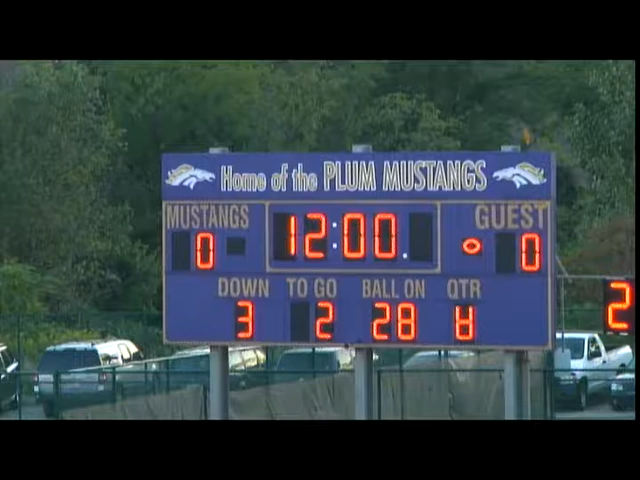 Home of the PLUM MUSTANGS
MUSTANGS 12:00. GUEST
0 0
DOWN TO GO BALL ON QTR
3 2 28
2